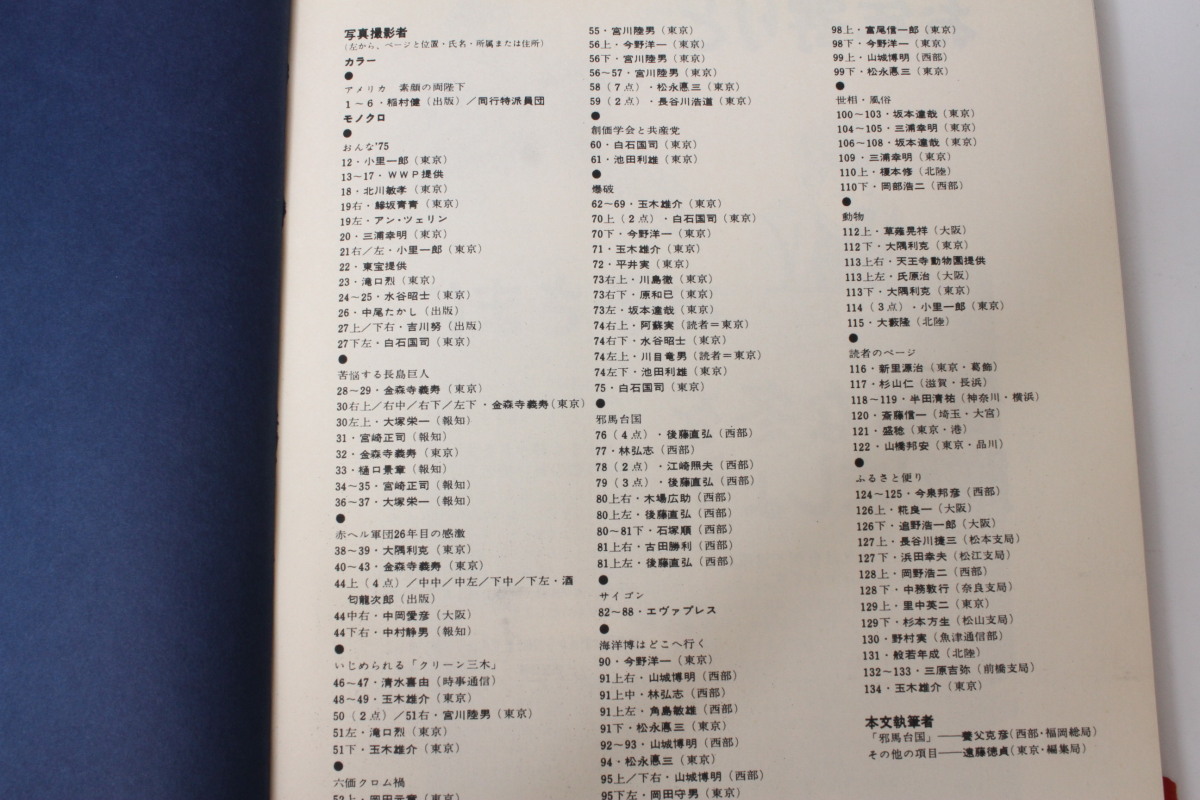 写真撮影者
(左から、ページと位置・氏名・所属または住所)
カラー
●
アメリカ 素顔の両陛下
1～6・稲村健(出版)／同行特派員団
モノクロ
●
おんな'75
12・小里一郎(東京)
13～17・WWP提供
18・北川敏孝(東京)
19右・鰺坂青青(東京)
19左・アン・ツェリン
20・三浦幸明(東京)
21右／左・小里一郎(東京)
22・東宝提供
23・滝口烈(東京)
24～25・水谷昭士(東京)
26・中尾たかし(出版)
27上／下右・吉川努(出版)
27下左・白石国司(東京)
●
苦悩する長島巨人
28～29・金森寺義寿(東京)
30右上／右中／右下／左下・金森寺義寿(東京)
30左上・大塚栄一(報知)
31・宮崎正司(報知)
32・金森寺義寿(東京)
33・樋口景章(報知)
34～35・宮崎正司(報知)
36～37・大塚栄一(報知)
●
赤ヘル軍団26年目の感激
38～39・大隅利克(東京)
40～43・金森寺義寿(東京)
44上(4点)／中中／中左／下中／下左・酒
匂龍次郎(出版)
44中右・中岡愛彦(大阪)
44下右・中村静男(報知)
●
いじめられる「クリーン三木」
46～47・清水喜由(時事通信)
48～49・玉木雄介(東京)
50(2点)／51右・宮川陸男(東京)
51左・滝口烈(東京)
51下・玉木雄介(東京)
●
六価クロム禍
55・宮川陸男(東京)
56上・今野洋一(東京)
56下・宮川陸男(東京)
56～57・宮川陸男(東京)
58(7点)・松永悳三(東京)
59(2点)・長谷川浩道(東京)
●
創価学会と共産党
60・白石国司(東京)
61・池田利雄(東京)
●
爆破
62～69・玉木雄介(東京)
70上(2点)・白石国司(東京)
70下・今野洋一(東京)
71・玉木雄介(東京)
72・平井実(東京)
73右上・川島徹(東京)
73右下・原和巳(東京)
73左・坂本達哉(東京)
74右上・阿蘇実(読者＝東京)
74右下・水谷昭士(東京)
74左上・川目竜男(読者＝東京)
74左下・池田利雄(東京)
75・白石国司(東京)
●
邪馬台国
76(4点)・後藤直弘(西部)
77・林弘志(西部)
78(2点)・江崎照夫(西部)
79(3点)・後藤直弘(西部)
80上右・木場広助(西部)
80上左・後藤直弘(西部)
80～81下・石塚順(西部)
81上右・古田勝利(西部)
81上左・後藤直弘(西部)
●
サイゴン
82～88・エヴァプレス
●
海洋博はどこへ行く
90・今野洋一(東京)
91上右・山城博明(西部)
91上中・林弘志(西部)
91上左・角島敏雄(西部)
91下・松永悳三(東京)
92～93・山城博明(西部)
94・松永悳三(東京)
95上／下右・山城博明(西部)
95下左・岡田守男(東京)
98上・富尾信一郎(東京)
98下・今野洋一(東京)
99上・山城博明(西部)
99下・松永悳三(東京)
●
世相・風俗
100～103・坂本達哉(東京)
104～105・三浦幸明(東京)
106～108・坂本達哉(東京)
109・三浦幸明(東京)
110上・榎本修(北陸)
110下・岡部浩二(西部)
●
動物
112上・草薙晃祥(大阪)
112下・大隅利克(東京)
113上右・天王寺動物園提供
113上左・氏原治(大阪)
113下・大隅利克(東京)
114(3点)・小里一郎(東京)
115・大藪隆(北陸)
●
読者のページ
116・新里源治(東京・葛飾)
117・杉山仁(滋賀・長浜)
118～119・半田清祐(神奈川・横浜)
120・斎藤信一(埼玉・大宮)
121・盛稔(東京・港)
122・山橋邦安(東京・品川)
●
ふるさと便り
124～125・今泉邦彦(西部)
126上・糀良一(大阪)
126下・追野浩一郎(大阪)
127上・長谷川捷三(松本支局)
127下・浜田幸夫(松江支局)
128上・岡野浩二(西部)
128下・中務敦行(奈良支局)
129上・里中英二(東京)
129下・杉本方生(松山支局)
130・野村実(魚津通信部)
131・般若年成(北陸)
132～133・三原吉弥(前橋支局)
134・玉木雄介(東京)
本文執筆者
「邪馬台国」――養父克彦(西部・福岡総局)
その他の項目――遠藤徳貞(東京・編集局)